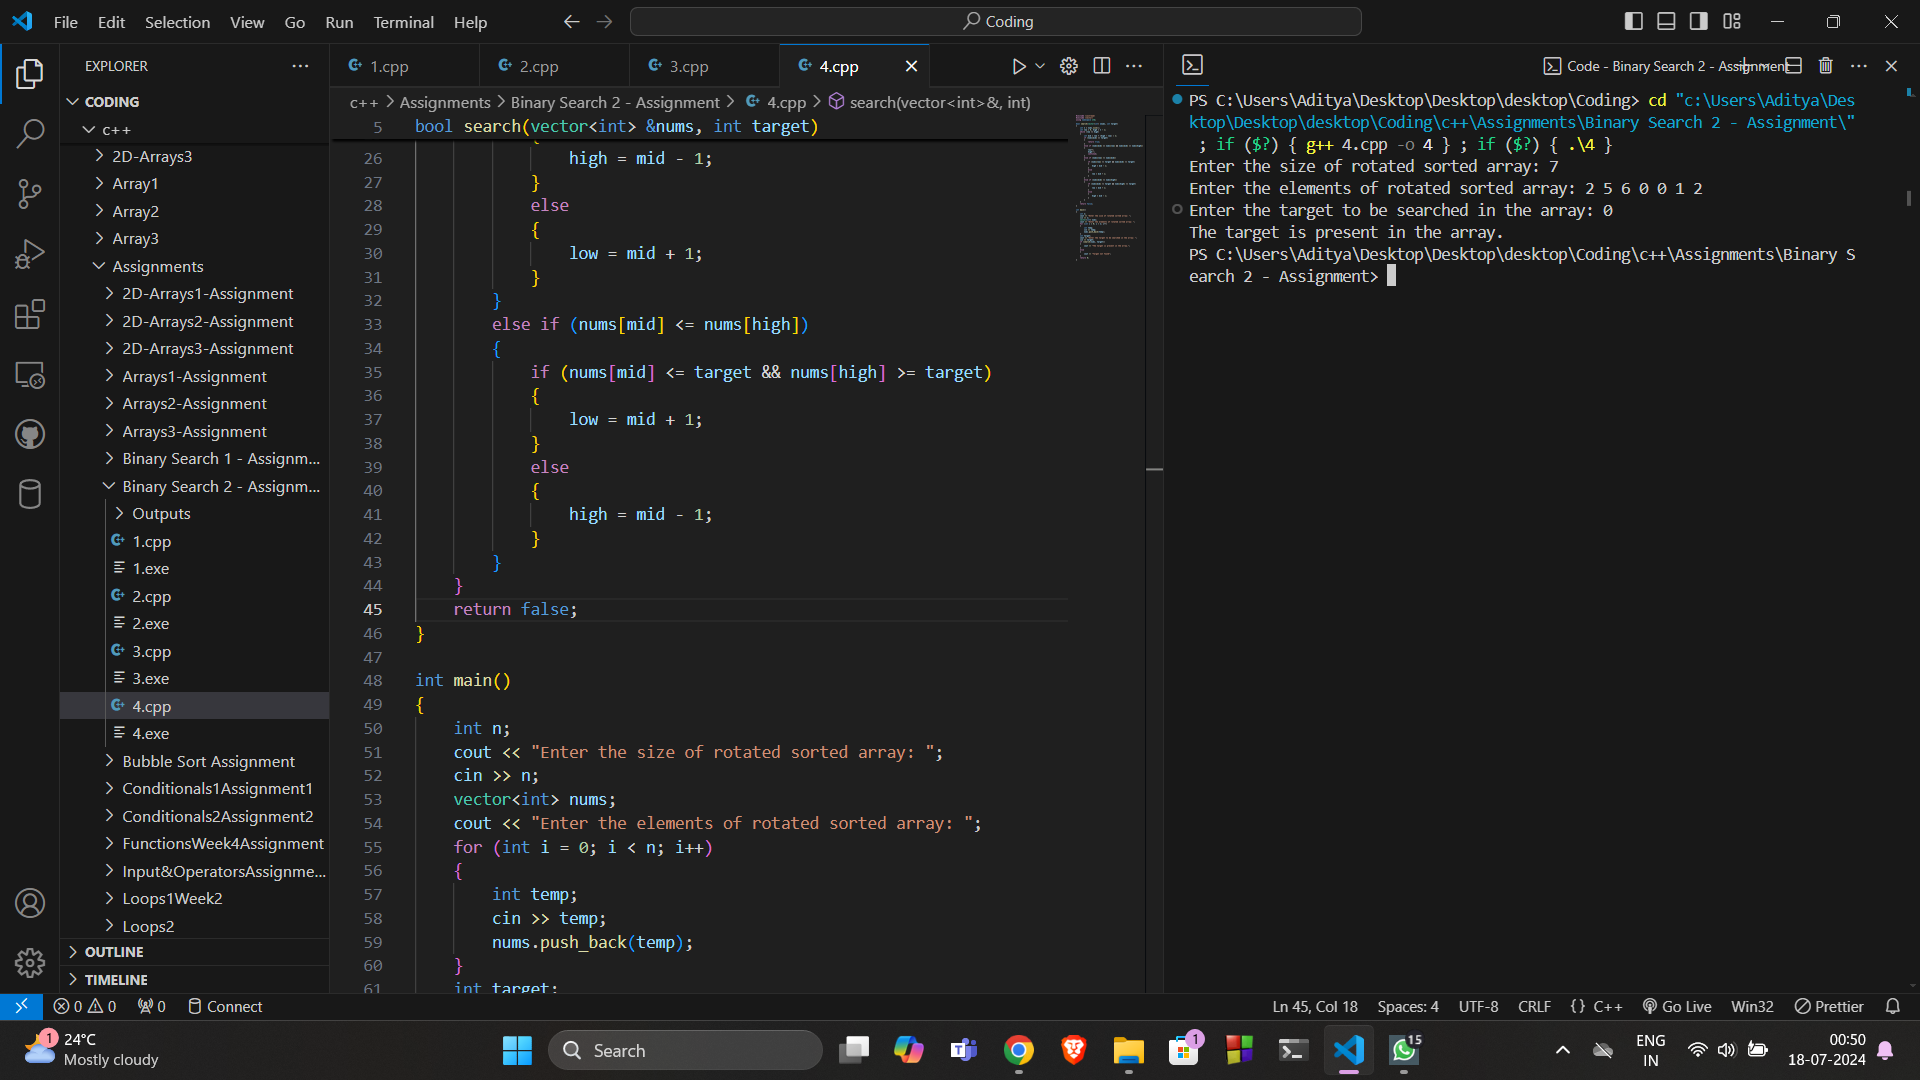 File Edit Selection View Go Run Terminal Help
Coding
EXPLORER
CODING
c++
2D-Arrays3
Array1
Array2
Array3
Assignments
2D-Arrays1-Assignment
2D-Arrays2-Assignment
2D-Arrays3-Assignment
Arrays1-Assignment
Arrays2-Assignment
Arrays3-Assignment
Binary Search 1 - Assignm...
Binary Search 2 - Assignm...
Outputs
1.cpp
1.exe
2.cpp
2.exe
3.cpp
3.exe
4.cpp
4.exe
Bubble Sort Assignment
Conditionals1Assignment1
Conditionals2Assignment2
FunctionsWeek4Assignment
Input&OperatorsAssignme...
Loops1Week2
Loops2
OUTLINE
TIMELINE
1.cpp 2.cpp 3.cpp 4.cpp
c++ > Assignments > Binary Search 2 - Assignment > 4.cpp > search(vector<int>&, int)
5 bool search(vector<int> &nums, int target)
26 high = mid - 1;
27 }
28 else
29 {
30 low = mid + 1;
31 }
32 }
33 else if (nums[mid] <= nums[high])
34 {
35 if (nums[mid] <= target && nums[high] >= target)
36 {
37 low = mid + 1;
38 }
39 else
40 {
41 high = mid - 1;
42 }
43 }
44 }
45 return false;
46 }
47
48 int main()
49 {
50 int n;
51 cout << "Enter the size of rotated sorted array: ";
52 cin >> n;
53 vector<int> nums;
54 cout << "Enter the elements of rotated sorted array: ";
55 for (int i = 0; i < n; i++)
56 {
57 int temp;
58 cin >> temp;
59 nums.push_back(temp);
60 }
61 int target;
Code - Binary Search 2 - Assignment
PS C:\Users\Aditya\Desktop\Desktop\desktop\Coding> cd "c:\Users\Aditya\Des
ktop\Desktop\desktop\Coding\c++\Assignments\Binary Search 2 - Assignment\"
; if ($?) { g++ 4.cpp -o 4 } ; if ($?) { .\4 }
Enter the size of rotated sorted array: 7
Enter the elements of rotated sorted array: 2 5 6 0 0 1 2
Enter the target to be searched in the array: 0
The target is present in the array.
PS C:\Users\Aditya\Desktop\Desktop\desktop\Coding\c++\Assignments\Binary S
earch 2 - Assignment>
0 0 0 Connect
Ln 45, Col 18 Spaces: 4 UTF-8 CRLF {} C++ Go Live Win32 Prettier
1
24°C
Mostly cloudy
Search
1
15
ENG
IN
00:50
18-07-2024